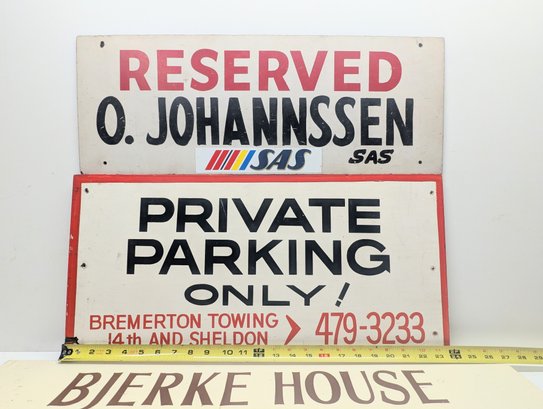 RESERVED
O. JOHANNSSEN
SAS SAS
PRIVATE
PARKING
ONLY!
BREMERTON TOWING > 479-3233
14th AND SHELDON
BJERKE HOUSE